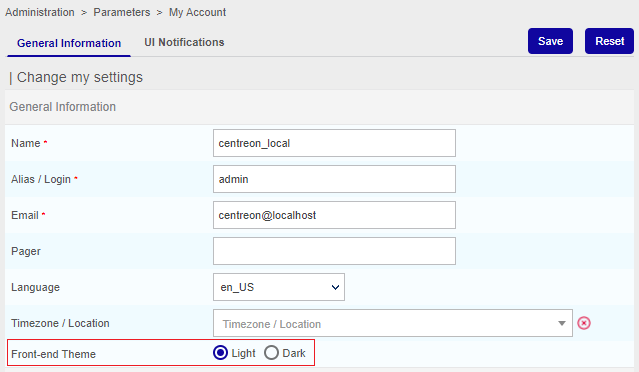 Administration > Parameters > My Account
General Information UI Notifications Save Reset
| Change my settings
General Information
Name * centreon_local
Alias / Login * admin
Email * centreon@localhost
Pager
Language en_US
Timezone / Location Timezone / Location
Front-end Theme Light Dark